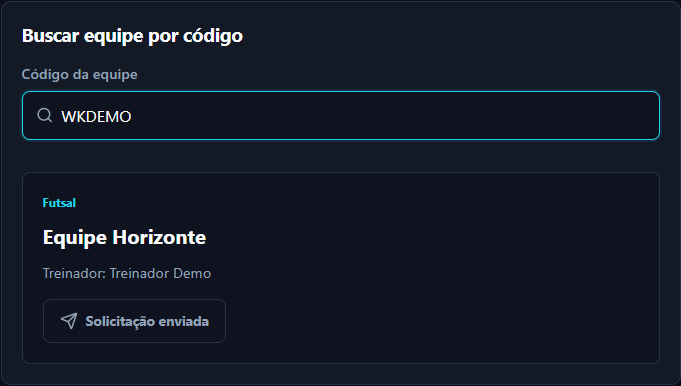 Buscar equipe por código
Código da equipe
WKDEMO
Futsal
Equipe Horizonte
Treinador: Treinador Demo
Solicitação enviada